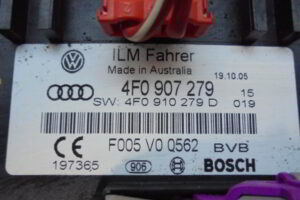 ILM Fahrer
Made in Australia
19.10.05
4F0 907 279 15
SW: 4F0 910 279 D 019
F005 V0 0562 BVB
197365 906 BOSCH